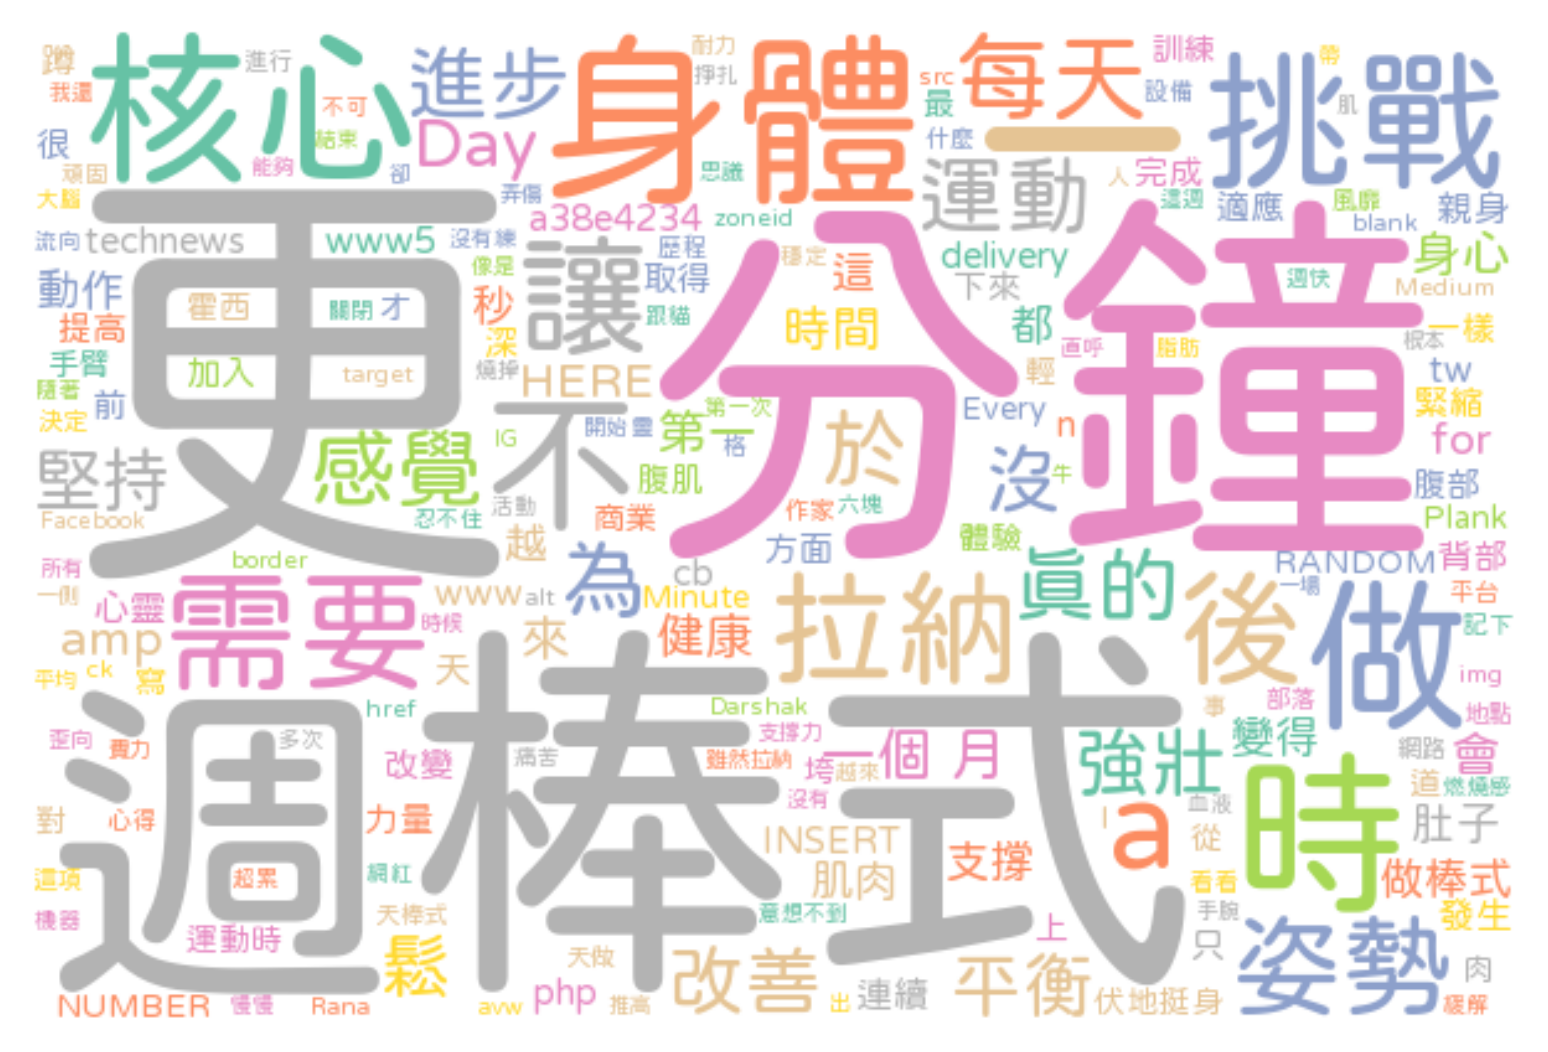 蹲 核心 進行 進步 身體 耐力 掙扎 src 每天 訓練 帶 挑戰
我還 不可 Day 最 設備 肌
很 結束 什麼 一
頑固 能夠 卻 思議 運動 人 完成
大腦 更 弄傷 a38e4234 zoneid 分鐘 這週 適應 風靡 親身
流向 technews www5 沒有練 讓 歷程 穩定 delivery blank 身心
動作 霍西 關閉 才 像是 取得 這 下來 週快 Medium
提高 秒 跟貓 時間 都 一樣
手臂 加入 target 深 燒掉 HERE 直呼 脂肪 根本 tw
隨著 前 不 第一次 輕 Every 緊縮
決定 感覺 IG 開始 靈 第一 格 於 n for
堅持 腹肌 沒 牛 腹部
Facebook 忍不住 活動 商業 作家 六塊 Plank
越 方面 體驗
所有 border 為 cb 真的 RANDOM 背部
一側 心靈 需要 www alt Minute 拉納 後 一場 做 平台
amp 時候 來 健康 記下
平均 ck 寫 天 img
週 href 棒式 Darshak 事 部落 地點
歪向 費力 多次 改變 痛苦 支撐力 雖然拉納 一個 月 強壯 變得 網路 會
垮 越來 時 道 燃燒感
對 心得 力量 沒有 a 血液 肚子
INSERT l 從
這項 超累 網紅 肌肉 支撐 看看 做棒式
機器 運動時 天棒式 意想不到 上 手腕 發生
鬆 天做 改善 平衡 只 姿勢 肉
NUMBER 慢慢 Rana avw php 推高 出 連續 伏地挺身 緩解